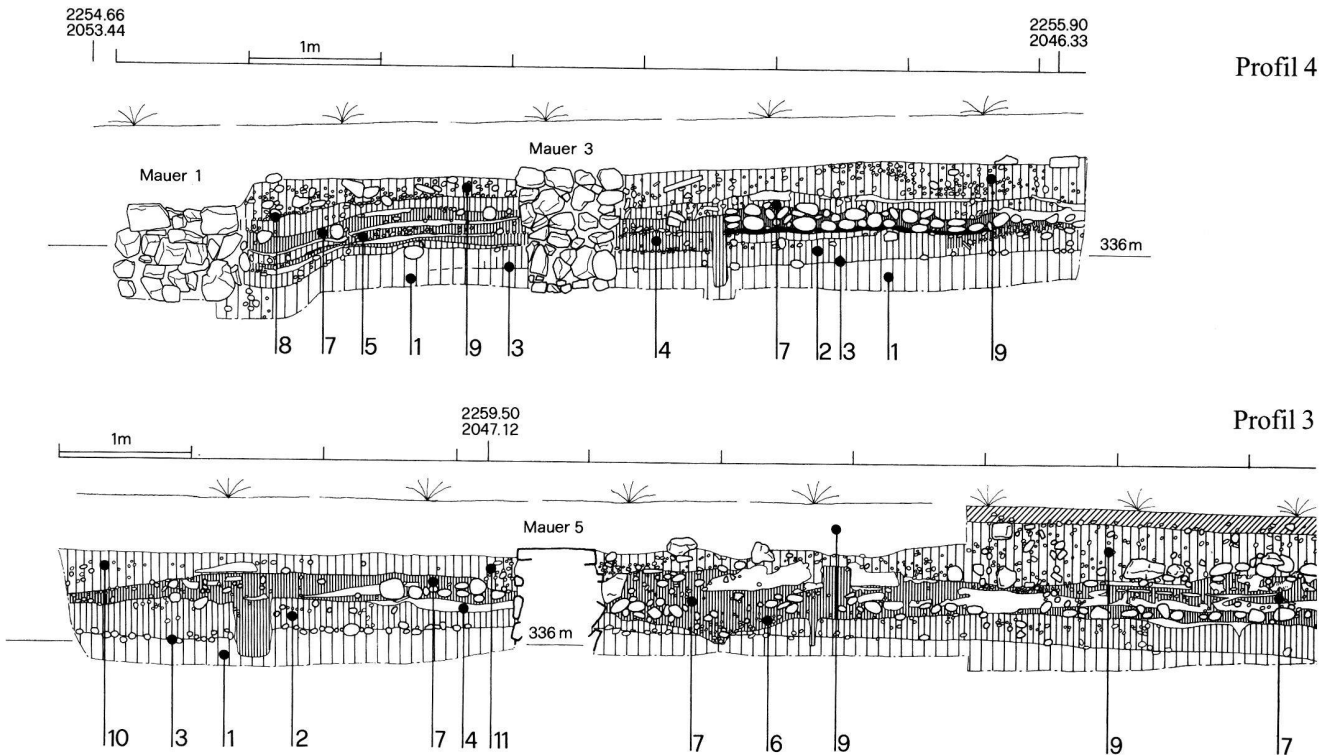 2254.66
2053.44
1m
2255.90
2046.33
Profil 4
Mauer 1
Mauer 3
336 m
8 7 5 1 9 3 4 7 2 3 1 9
Profil 3
1m
2259.50
2047.12
Mauer 5
336 m
10 3 1 2 7 4 11 7 6 9 9 7